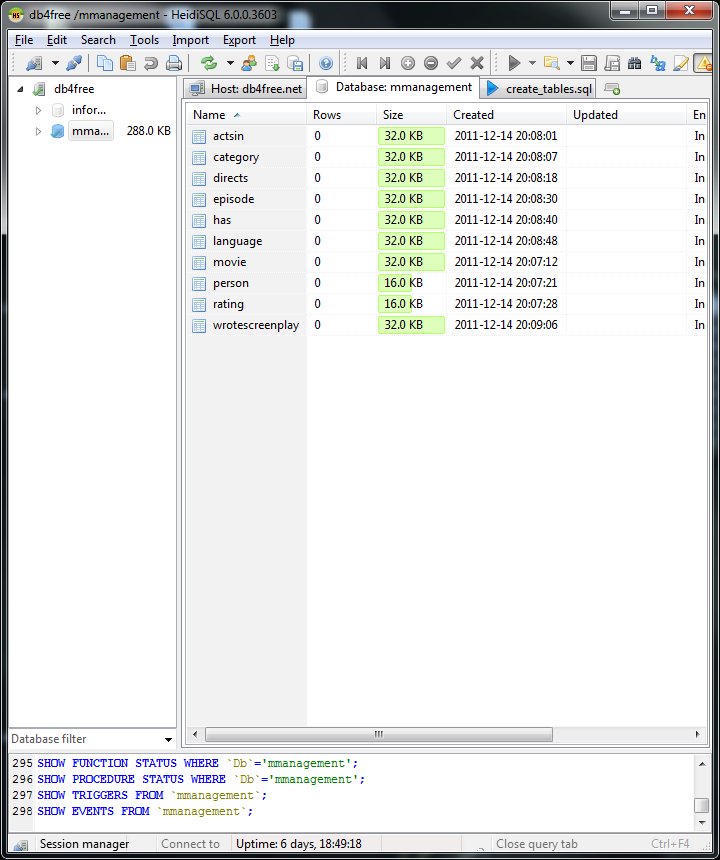 db4free /mmanagement - HeidiSQL 6.0.0.3603
File Edit Search Tools Import Export Help
db4free
infor...
mma... 288.0 KB
Host: db4free.net Database: mmanagement create_tables.sql
Name Rows Size Created Updated En
actsin 0 32.0 KB 2011-12-14 20:08:01 In
category 0 32.0 KB 2011-12-14 20:08:07 In
directs 0 32.0 KB 2011-12-14 20:08:18 In
episode 0 32.0 KB 2011-12-14 20:08:30 In
has 0 32.0 KB 2011-12-14 20:08:40 In
language 0 32.0 KB 2011-12-14 20:08:48 In
movie 0 32.0 KB 2011-12-14 20:07:12 In
person 0 16.0 KB 2011-12-14 20:07:21 In
rating 0 16.0 KB 2011-12-14 20:07:28 In
wrotescreenplay 0 32.0 KB 2011-12-14 20:09:06 In
Database filter
295 SHOW FUNCTION STATUS WHERE `Db`='mmanagement';
296 SHOW PROCEDURE STATUS WHERE `Db`='mmanagement';
297 SHOW TRIGGERS FROM `mmanagement`;
298 SHOW EVENTS FROM `mmanagement`;
Session manager Connect to Uptime: 6 days, 18:49:18 Close query tab Ctrl+F4